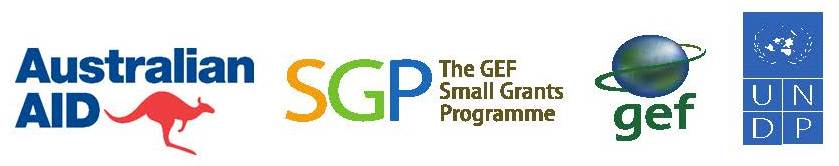 Australian
AID
SGP
The GEF
Small Grants
Programme
gef
U N
D P